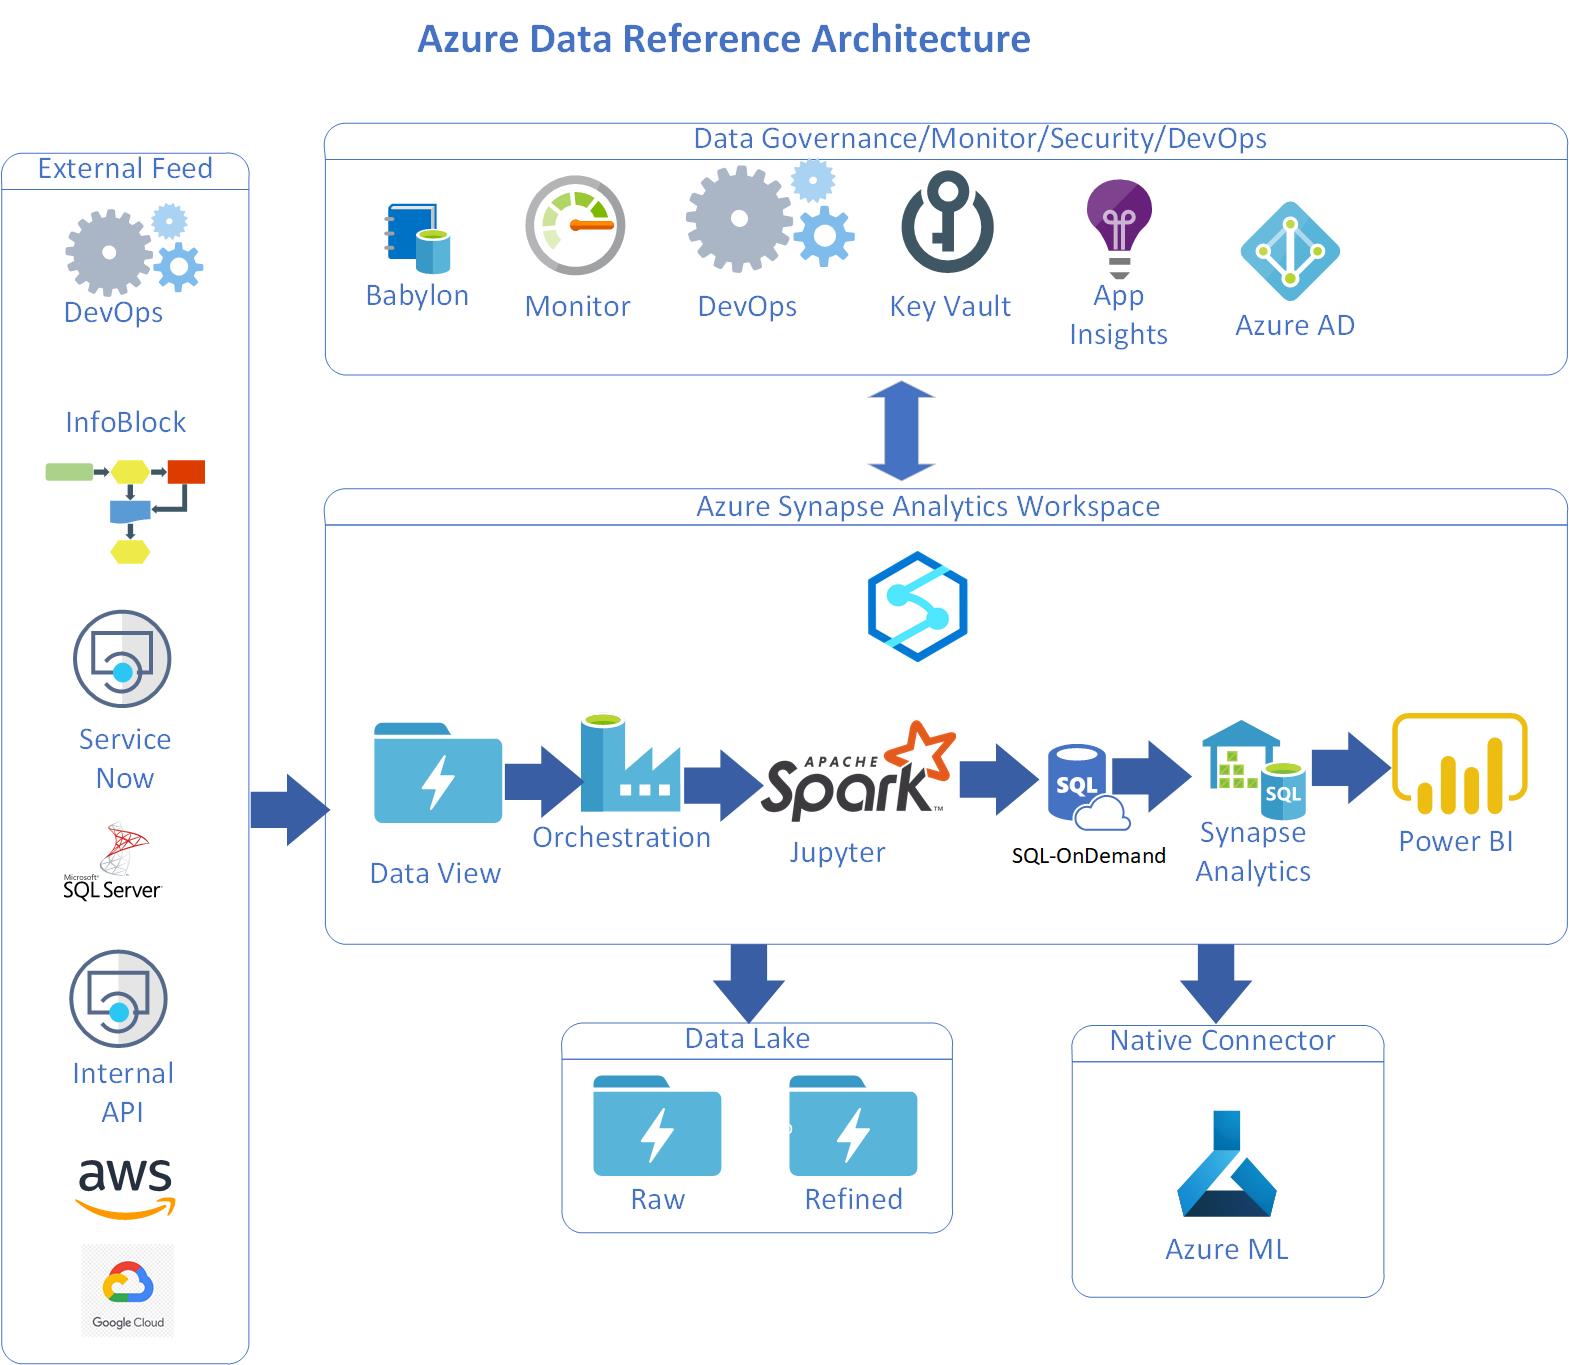 Azure Data Reference Architecture
External Feed
DevOps
InfoBlock
Service
Now
Microsoft®
SQL Server
Internal
API
aws
Google Cloud
Data Governance/Monitor/Security/DevOps
Babylon
Monitor
DevOps
Key Vault
App
Insights
Azure AD
Azure Synapse Analytics Workspace
Data View
Orchestration
APACHE
Spark™
Jupyter
SQL
SQL-OnDemand
SQL
Synapse
Analytics
Power BI
Data Lake
Raw
Refined
Native Connector
Azure ML